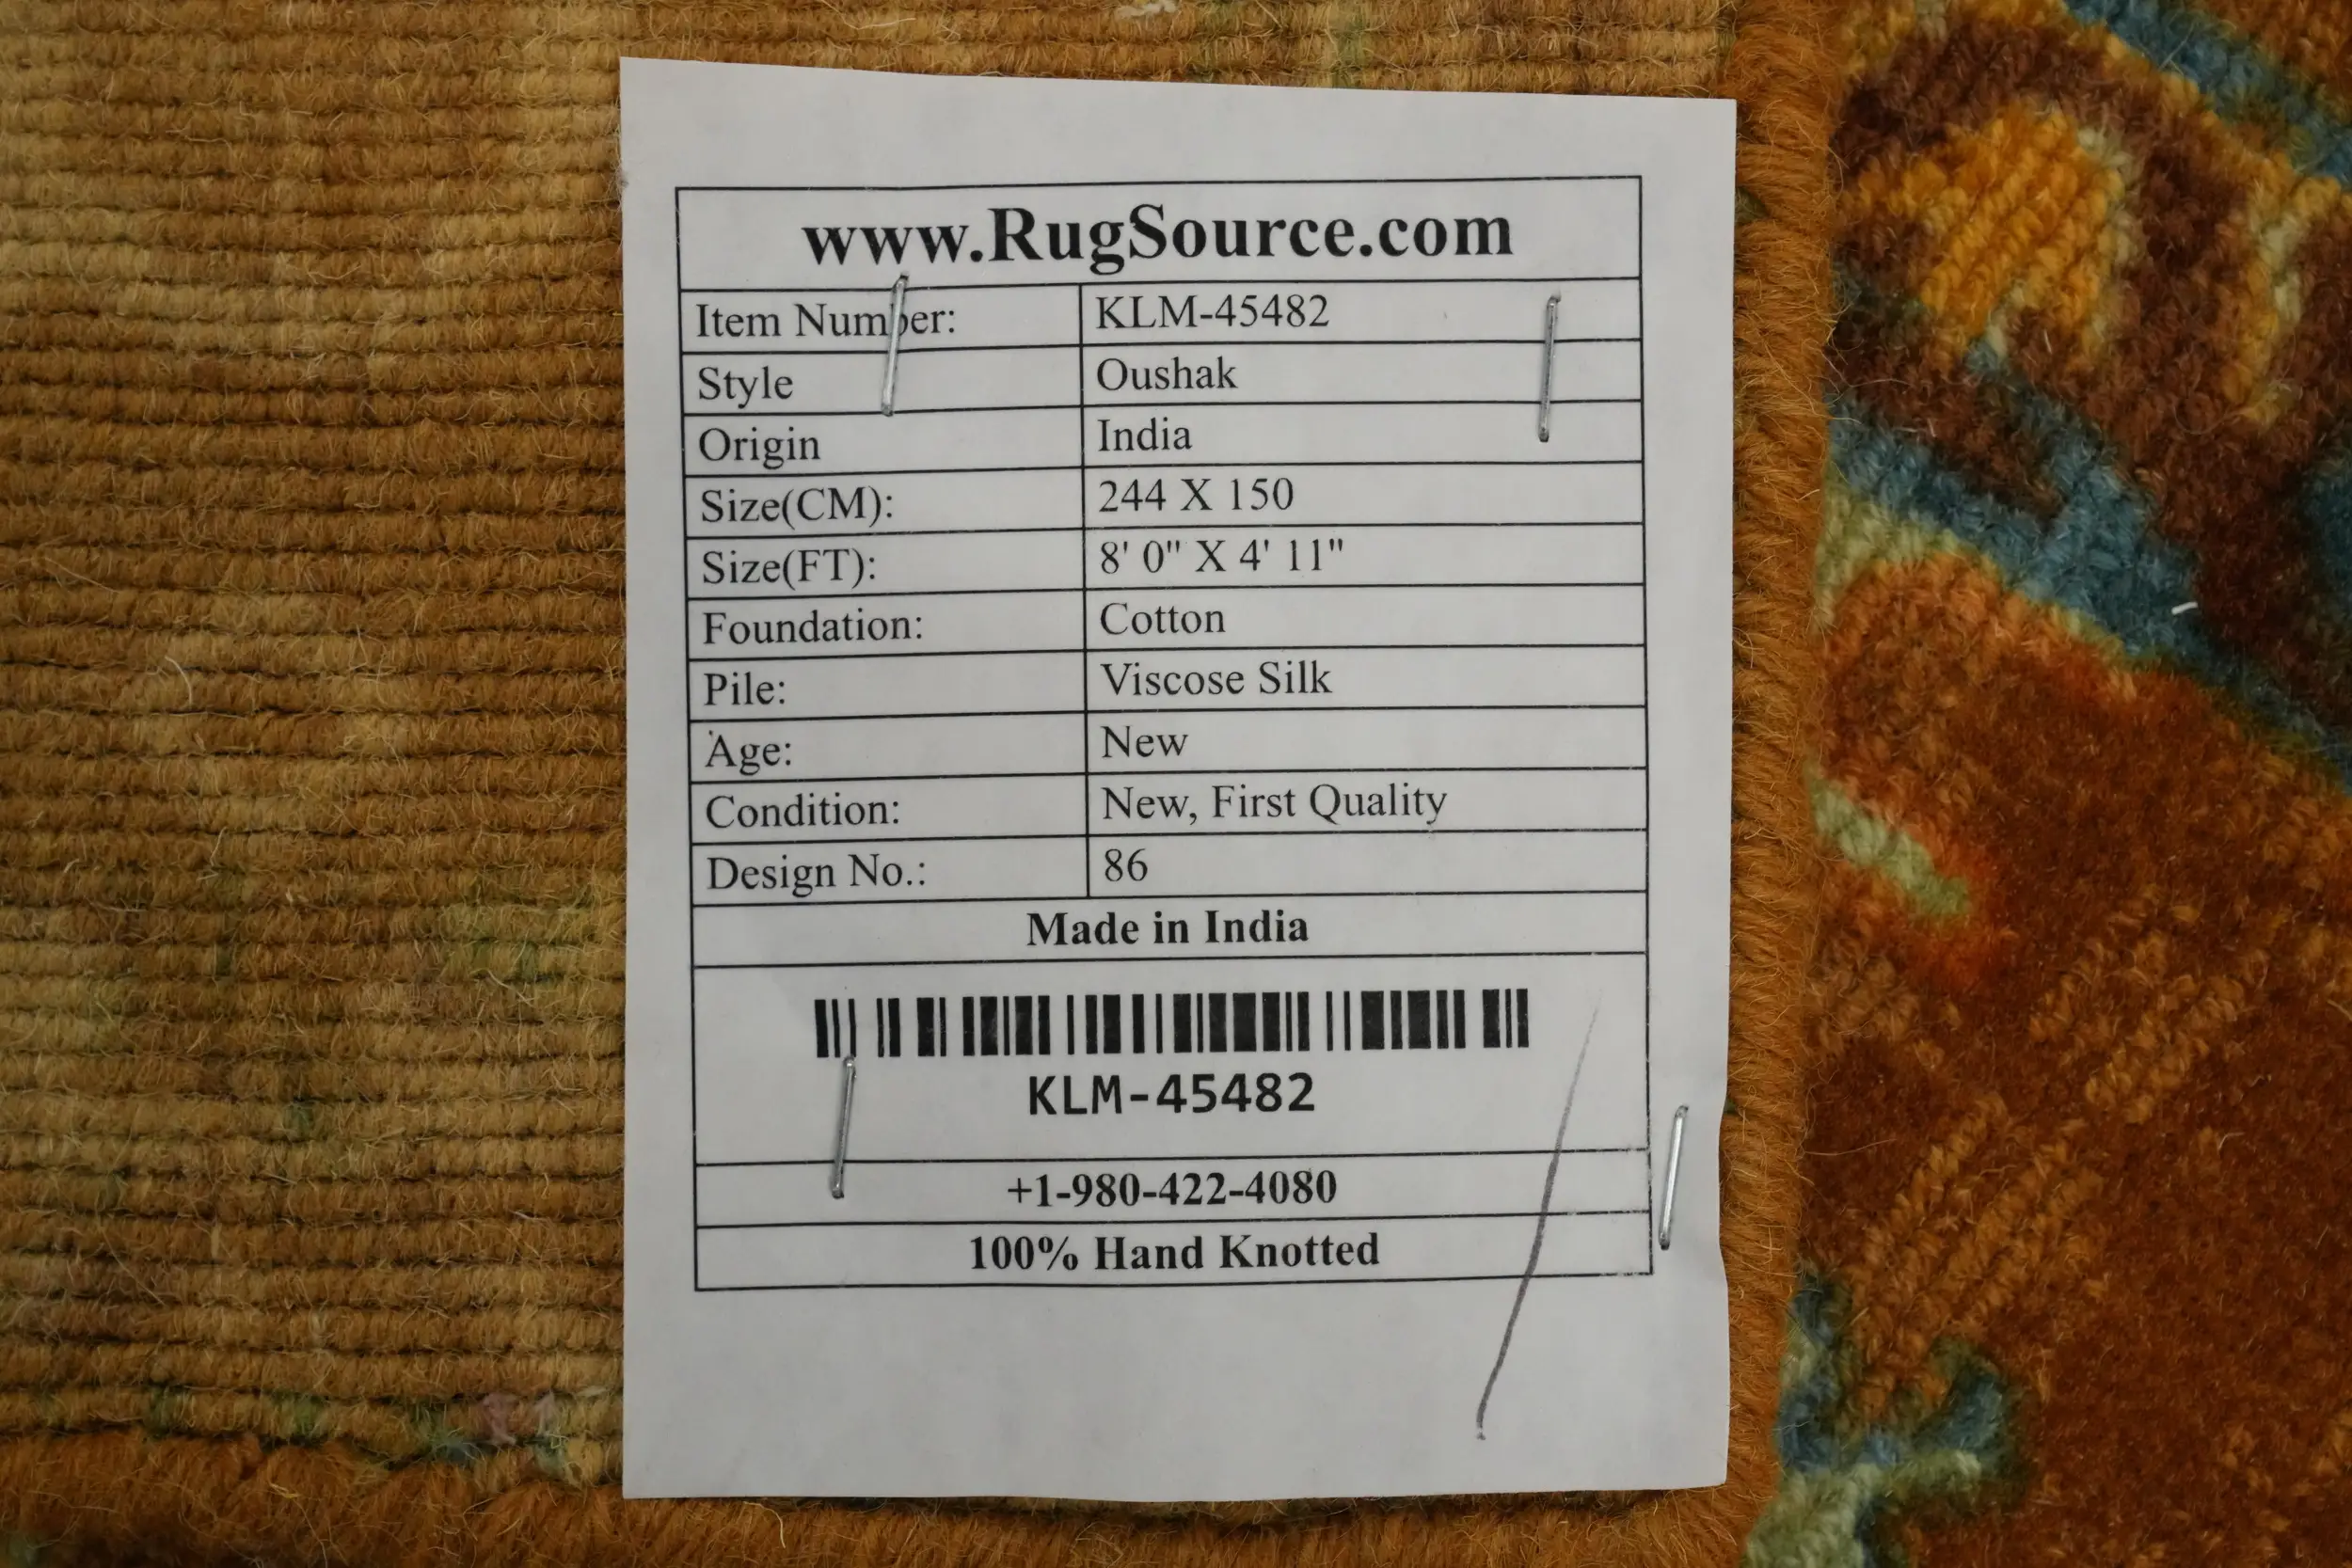 www.RugSource.com
Item Number: KLM-45482
Style Oushak
Origin India
Size(CM): 244 X 150
Size(FT): 8' 0" X 4' 11"
Foundation: Cotton
Pile: Viscose Silk
Age: New
Condition: New, First Quality
Design No.: 86
Made in India
KLM-45482
+1-980-422-4080
100% Hand Knotted